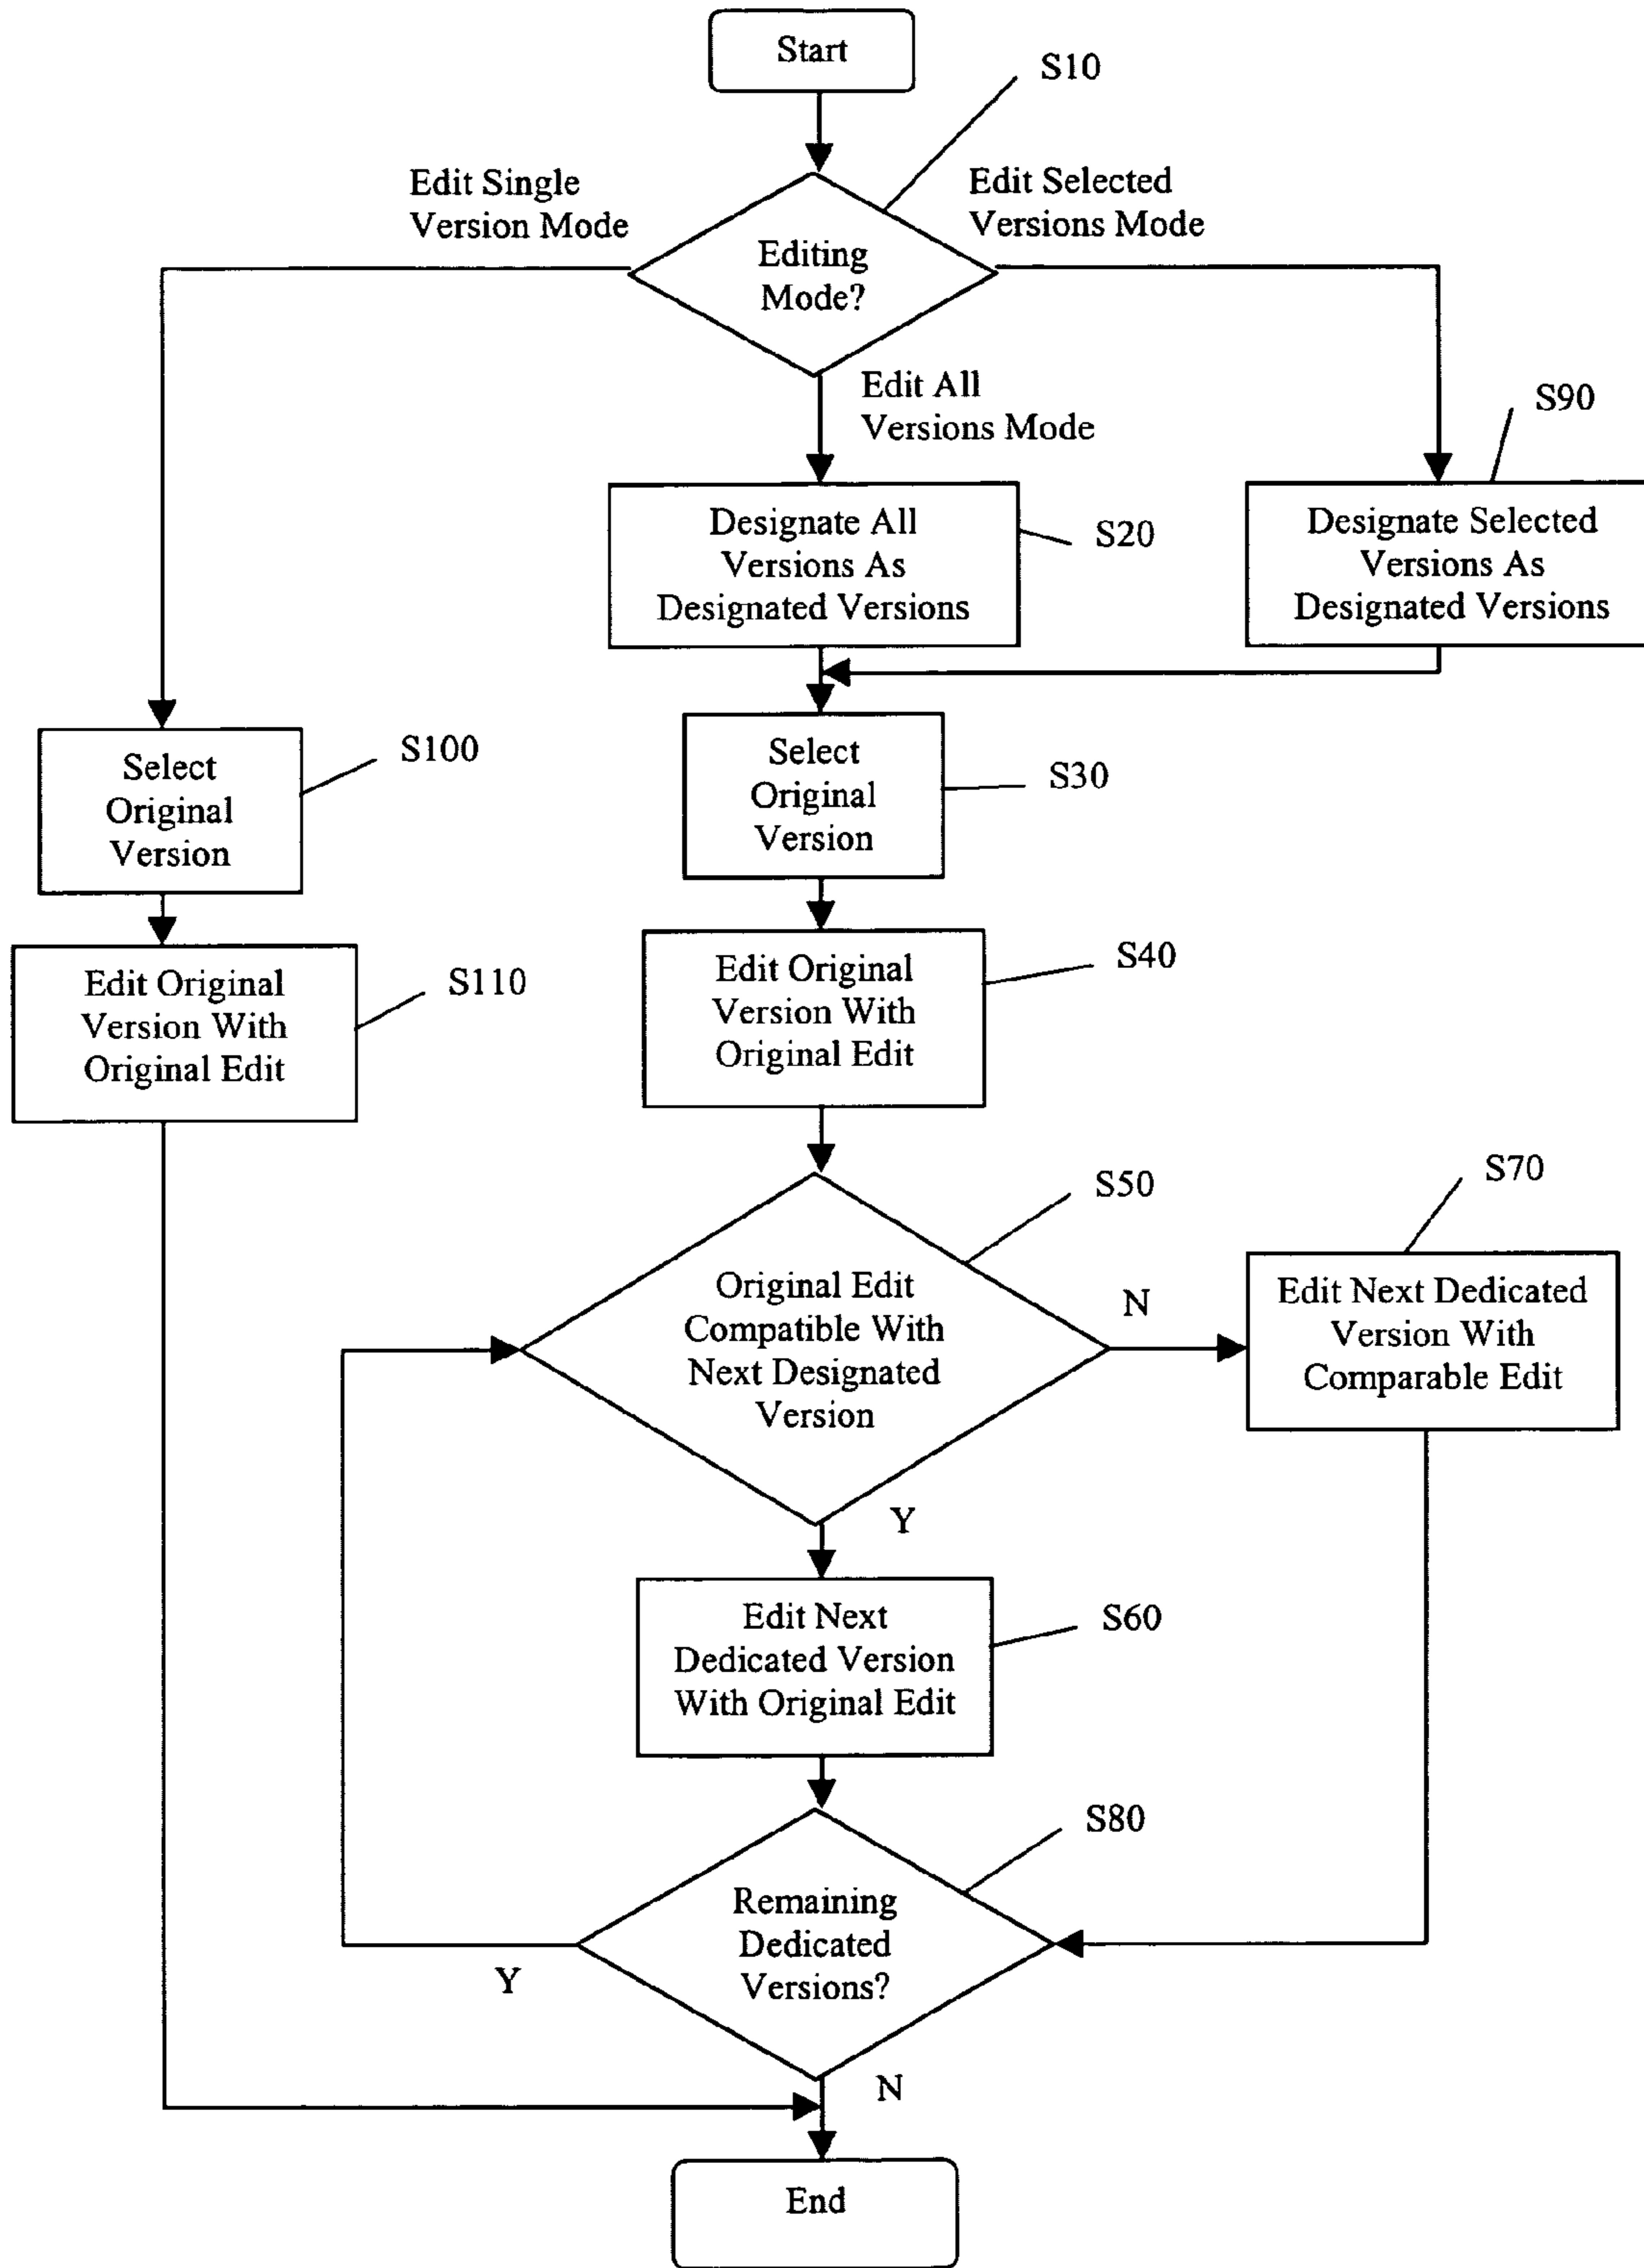 Start
S10
Edit Single
Version Mode
Edit Selected
Versions Mode
Editing
Mode?
Edit All
Versions Mode
S90
Designate All
Versions As
Designated Versions
S20
Designate Selected
Versions As
Designated Versions
Select
Original
Version
S100
Select
Original
Version
S30
Edit Original
Version With
Original Edit
S110
Edit Original
Version With
Original Edit
S40
S50
S70
Original Edit
Compatible With
Next Designated
Version
N
Edit Next Dedicated
Version With
Comparable Edit
Y
Edit Next
Dedicated Version
With Original Edit
S60
S80
Remaining
Dedicated
Versions?
Y
N
End